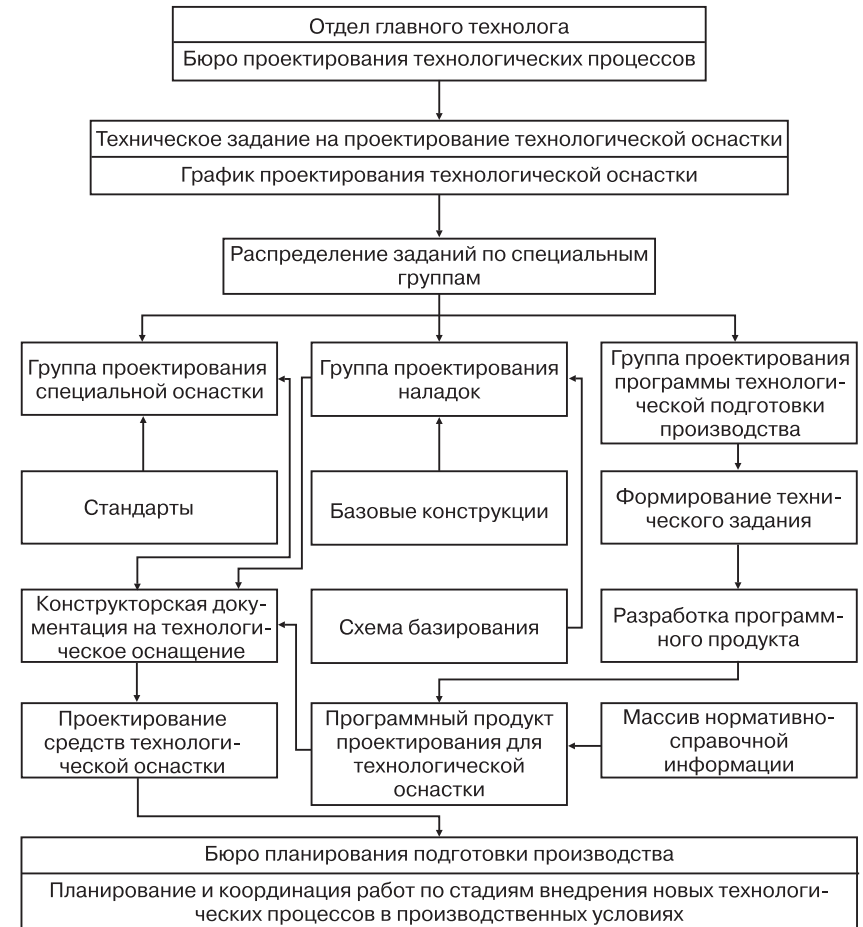 Отдел главного технолога
Бюро проектирования технологических процессов
Техническое задание на проектирование технологической оснастки
График проектирования технологической оснастки
Распределение заданий по специальным
группам
Группа проектирования
специальной оснастки
Группа проектирования
наладок
Группа проектирования
программы технологи-
ческой подготовки
производства
Стандарты
Базовые конструкции
Формирование техни-
ческого задания
Конструкторская доку-
ментация на технологи-
ческое оснащение
Схема базирования
Разработка программ-
ного продукта
Проектирование
средств технологи-
ческой оснастки
Программный продукт
проектирования для
технологической
оснастки
Массив нормативно-
справочной
информации
Бюро планирования подготовки производства
Планирование и координация работ по стадиям внедрения новых технологи-
ческих процессов в производственных условиях